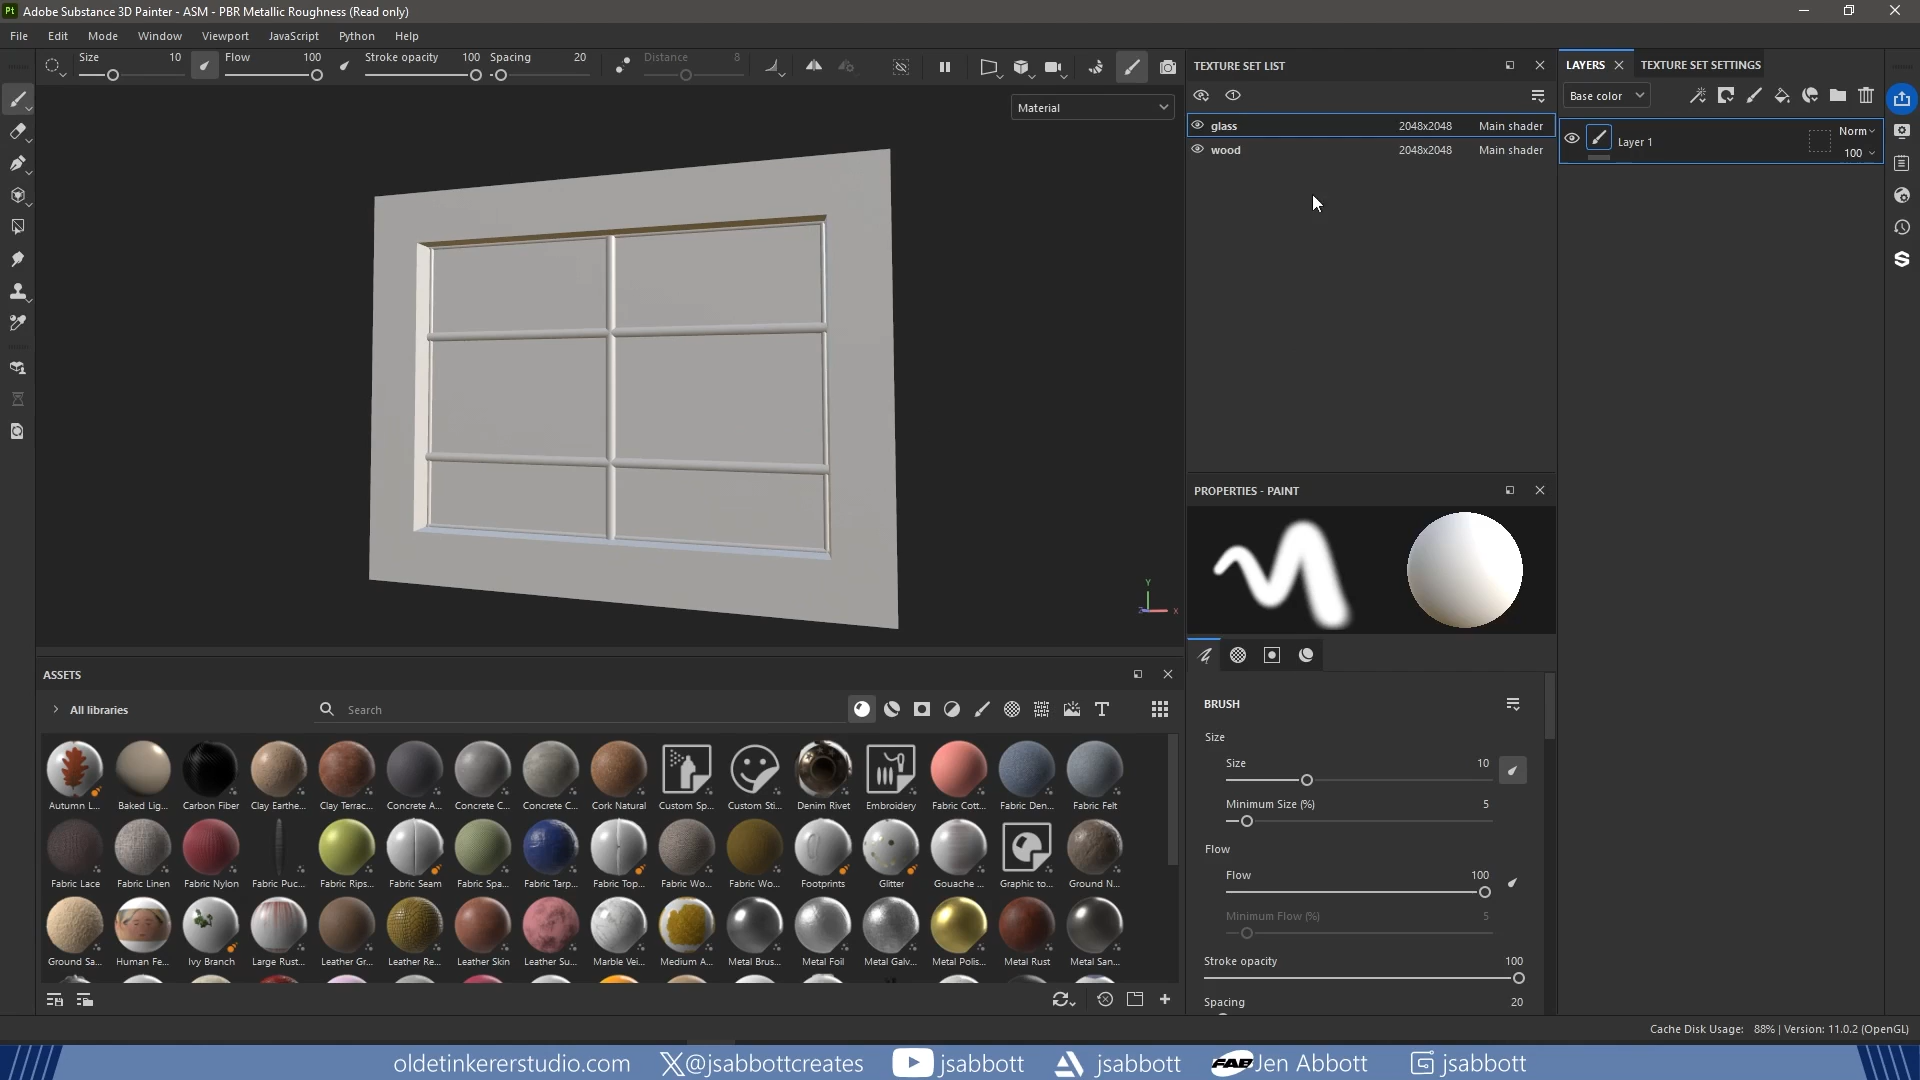 Adobe Substance 3D Painter - ASM - PBR Metallic Roughness (Read only)
File Edit Mode Window Viewport JavaScript Python Help
Size 10 Flow 100 Stroke opacity 100 Spacing 20 Distance 8
Material
TEXTURE SET LIST
glass 2048x2048 Main shader
wood 2048x2048 Main shader
LAYERS TEXTURE SET SETTINGS
Base color
Layer 1 Norm
100
PROPERTIES - PAINT
BRUSH
Size
Size 10
Minimum Size (%) 5
Flow
Flow 100
Minimum Flow (%) 5
Stroke opacity 100
Spacing 20
ASSETS
All libraries Search
Autumn L... Baked Lig... Carbon Fiber Clay Earthe... Clay Terrac... Concrete A... Concrete C... Concrete C... Cork Natural Custom Sp... Custom Sti... Denim Rivet Embroidery Fabric Cott... Fabric Den... Fabric Felt
Fabric Lace Fabric Linen Fabric Nylon Fabric Puc... Fabric Rips... Fabric Seam Fabric Spa... Fabric Tarp... Fabric Top... Fabric Wo... Fabric Wo... Footprints Glitter Gouache ... Graphic to... Ground N...
Ground Sa... Human Fe... Ivy Branch Large Rust... Leather Gr... Leather Re... Leather Skin Leather Su... Marble Vei... Medium A... Metal Brus... Metal Foil Metal Galv... Metal Polis... Metal Rust Metal San...
Cache Disk Usage: 88% | Version: 11.0.2 (OpenGL)
oldetinkererstudio.com @jsabbottcreates jsabbott jsabbott FAB Jen Abbott jsabbott